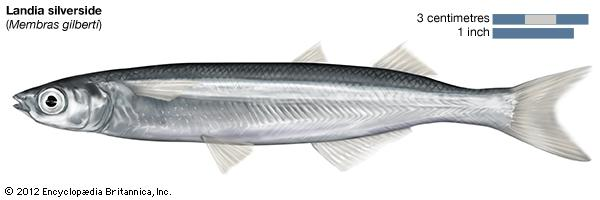 Landia silverside
(Membras gilberti)
3 centimetres
1 inch
© 2012 Encyclopædia Britannica, Inc.